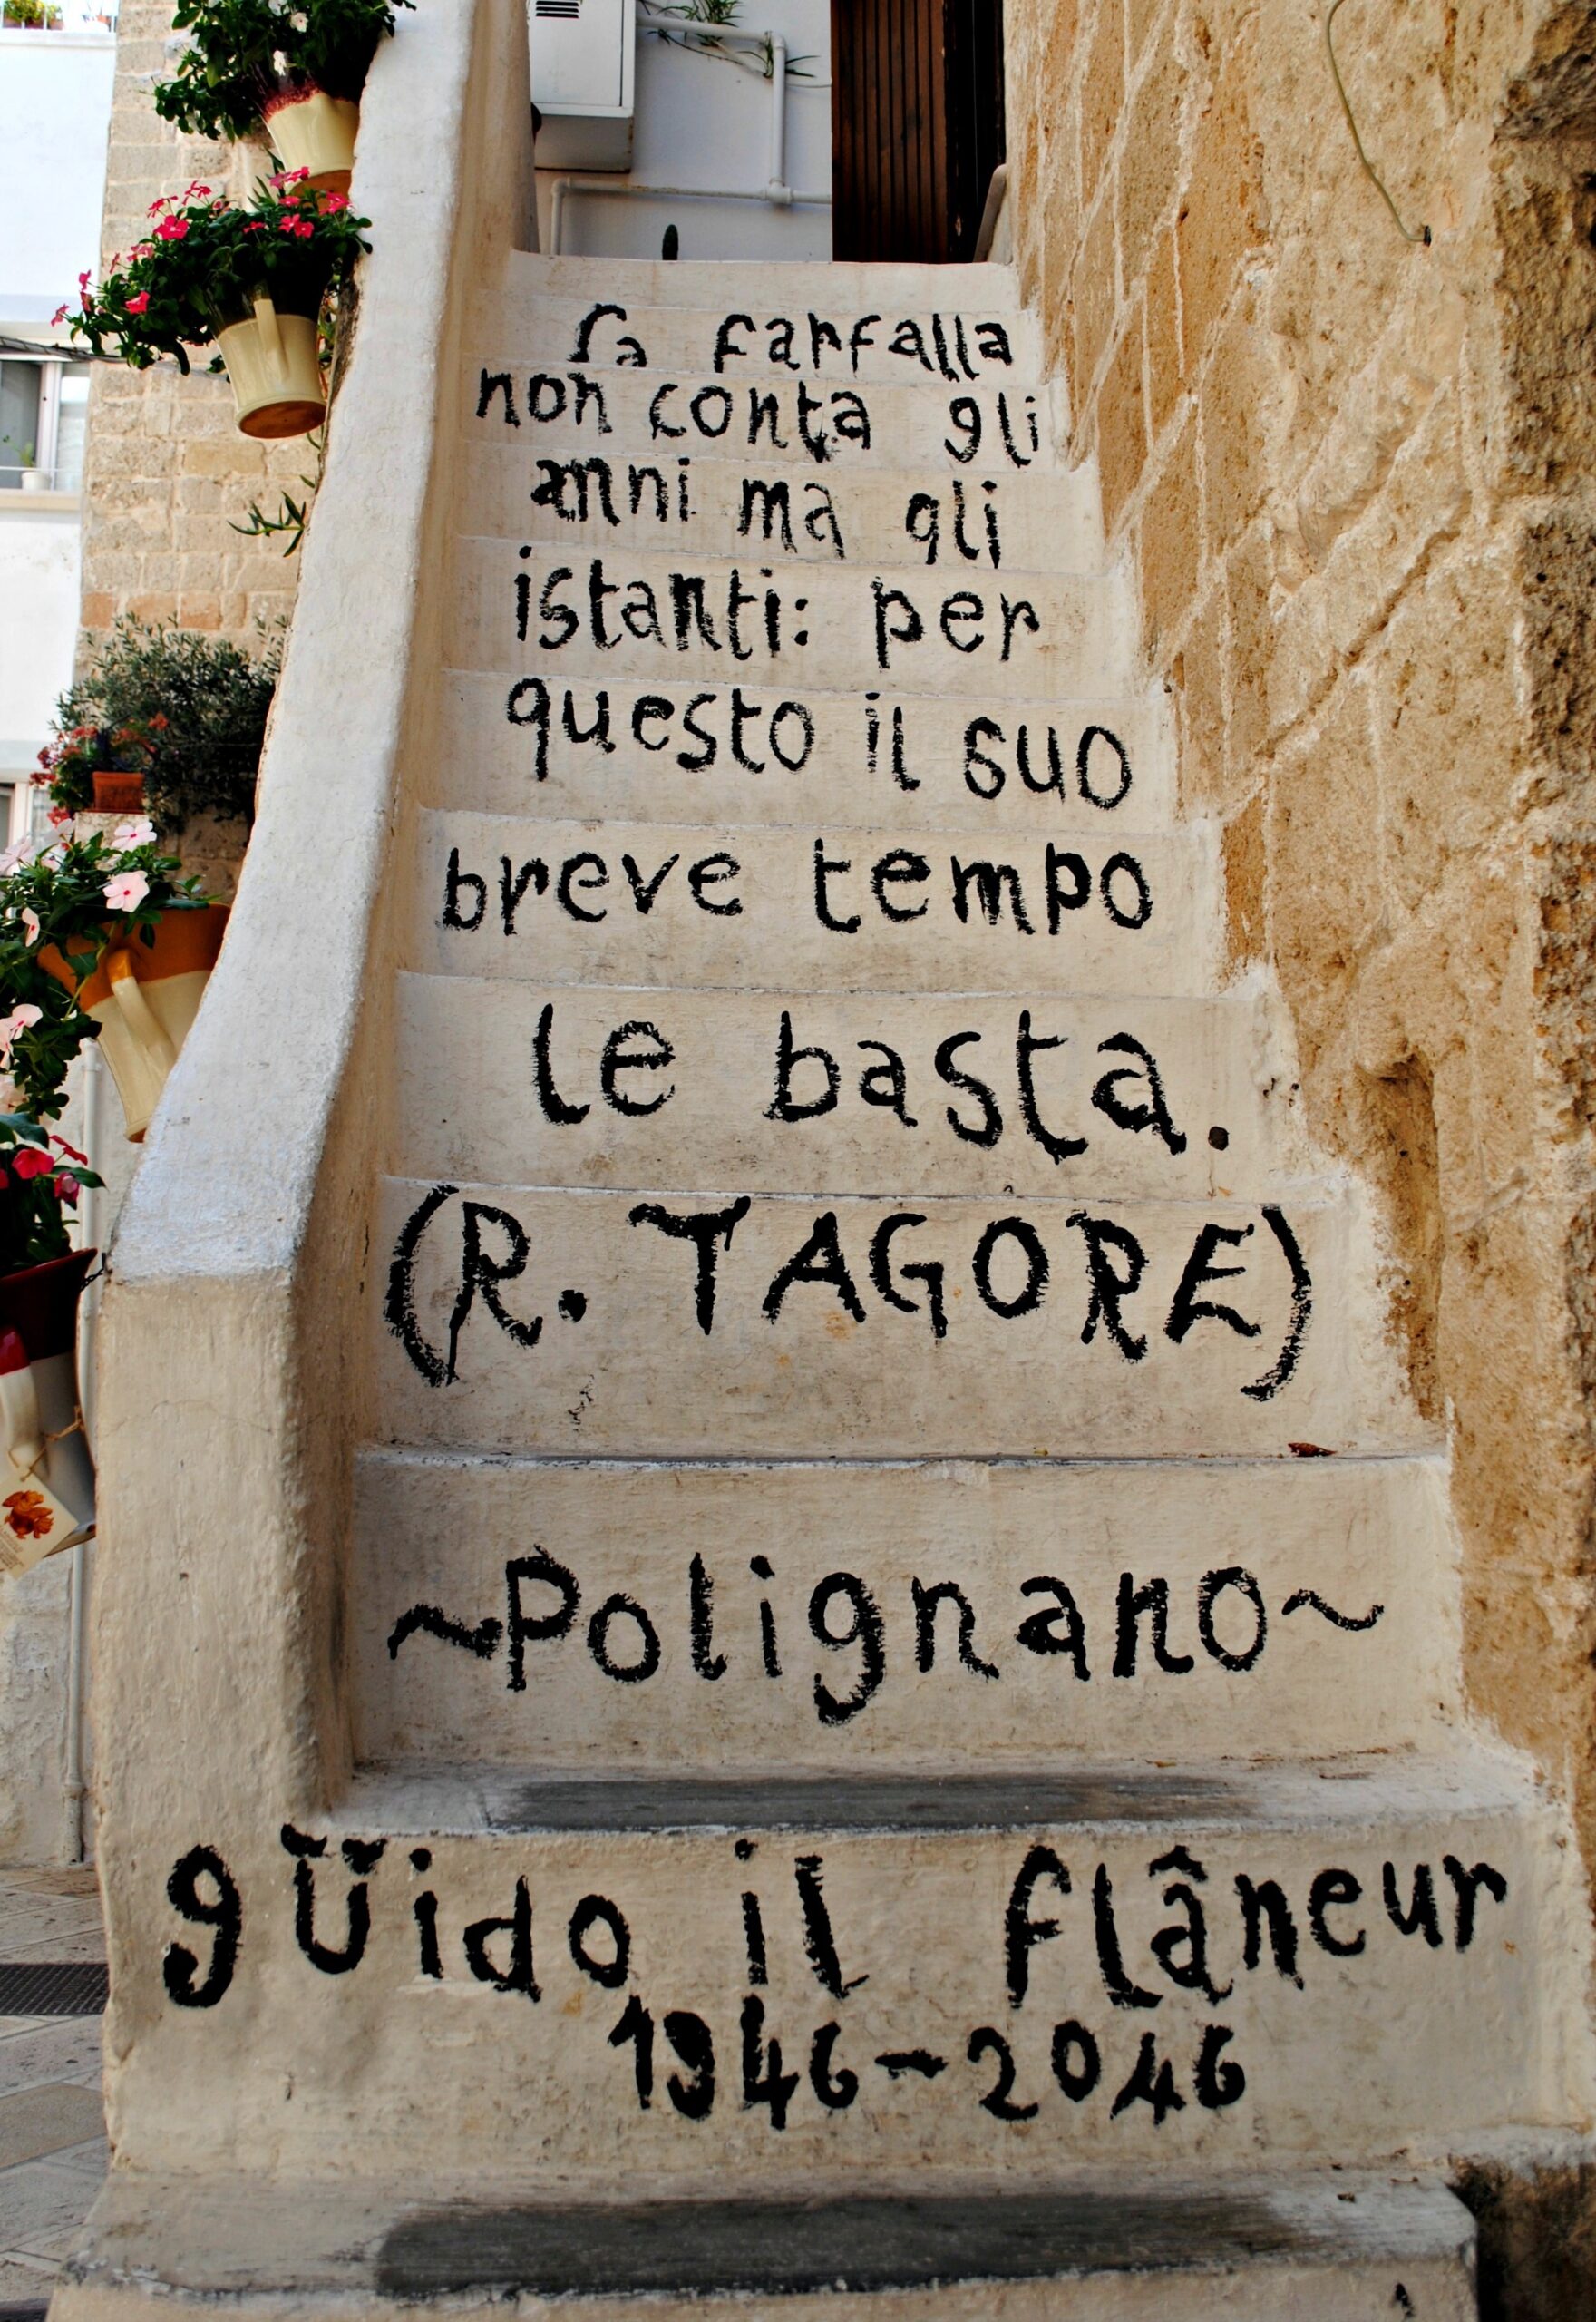 la farfalla
non conta gli
anni ma gli
istanti: per
questo il suo
breve tempo
le basta.
(R. TAGORE)
~Polignano~
gŭido il flâneur
1946-2046